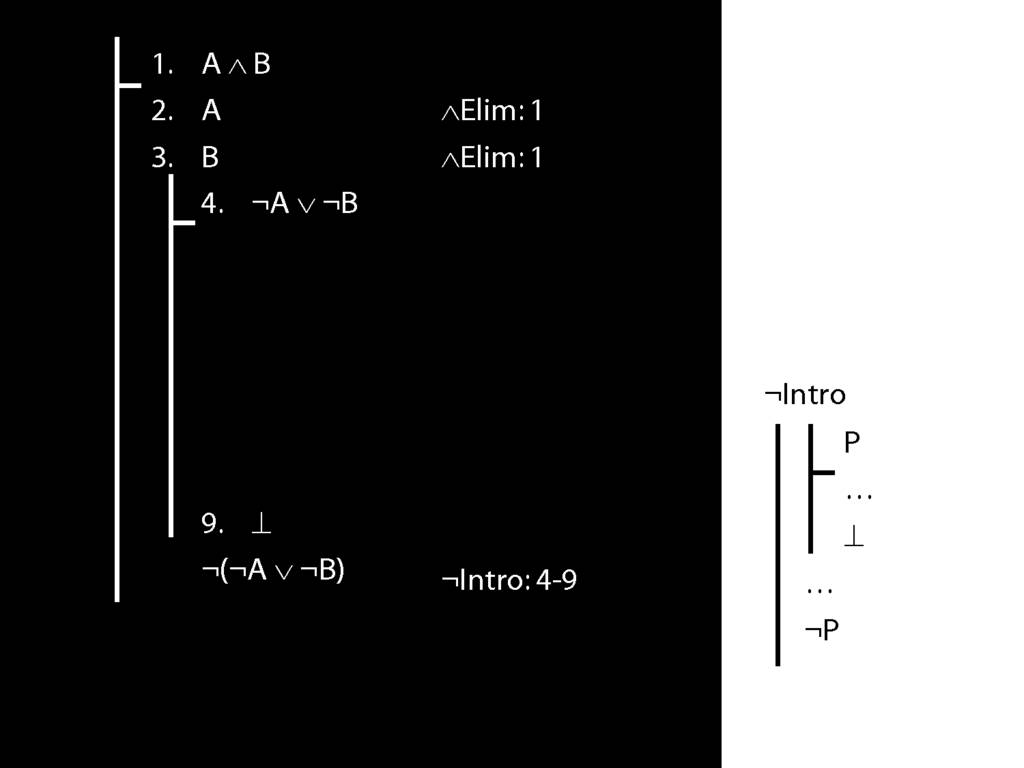 1. A ∧ B
2. A ∧Elim: 1
3. B ∧Elim: 1
4. ¬A ∨ ¬B
9. ⊥
¬(¬A ∨ ¬B) ¬Intro: 4-9
¬Intro
P
…
⊥
…
¬P